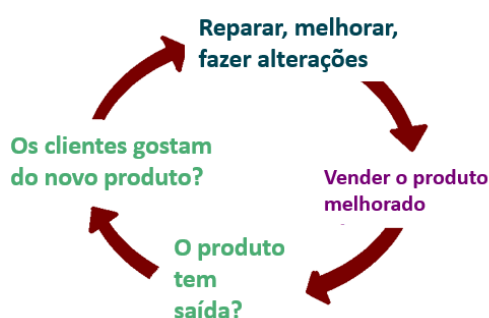 Reparar, melhorar,
fazer alterações
Vender o produto
melhorado
O produto
tem
saída?
Os clientes gostam
do novo produto?